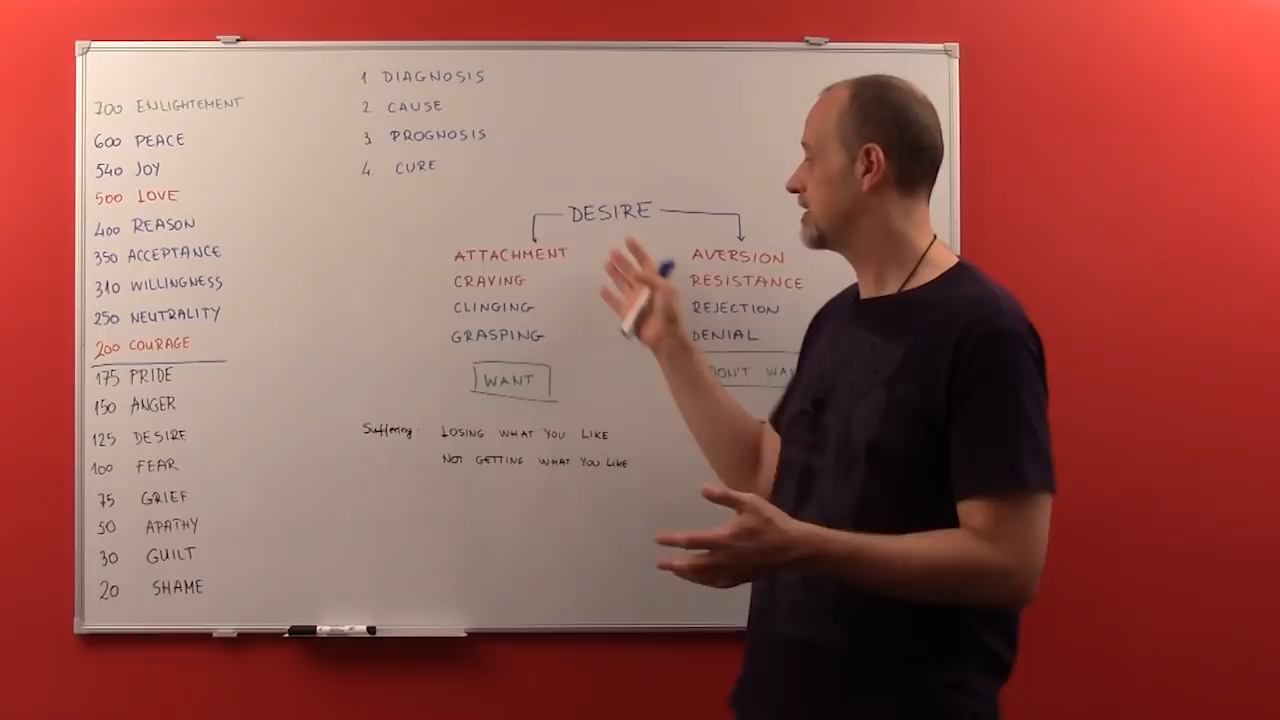 700 ENLIGHTEMENT
600 PEACE
540 JOY
500 LOVE
400 REASON
350 ACCEPTANCE
310 WILLINGNESS
250 NEUTRALITY
200 COURAGE
175 PRIDE
150 ANGER
125 DESIRE
100 FEAR
75 GRIEF
50 APATHY
30 GUILT
20 SHAME
1. DIAGNOSIS
2 CAUSE
3 PROGNOSIS
4. CURE
DESIRE
ATTACHMENT
CRAVING
CLINGING
GRASPING
WANT
AVERSION
RESISTANCE
REJECTION
DENIAL
DON'T WAN
Suffering: LOSING WHAT YOU LIKE
NOT GETTING WHAT YOU LIKE